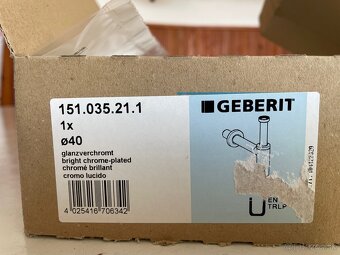 151.035.21.1
GEBERIT
1x
ø40
glanzverchromt
bright chrome-plated
chromé brillant
cromo lucido
EN
TRLP
4 025416 706342